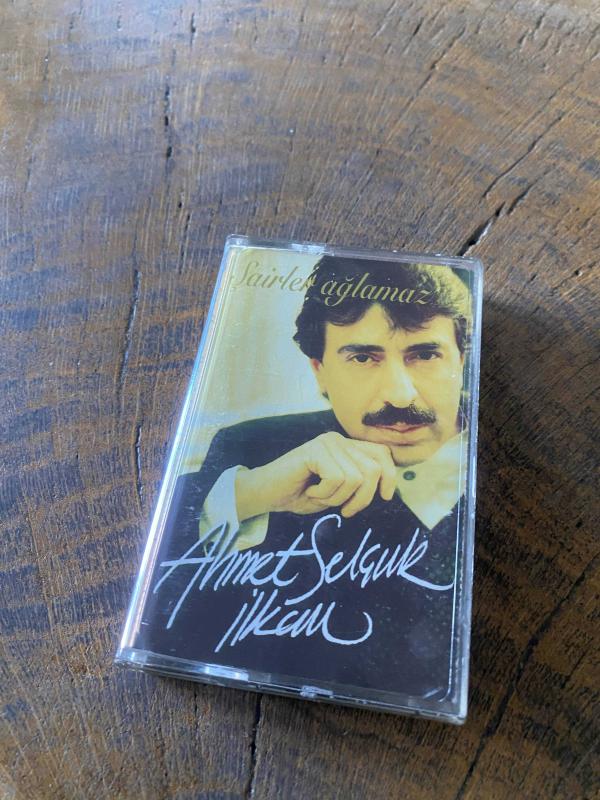 Şairler ağlamaz
Ahmet Selçuk
İlkan